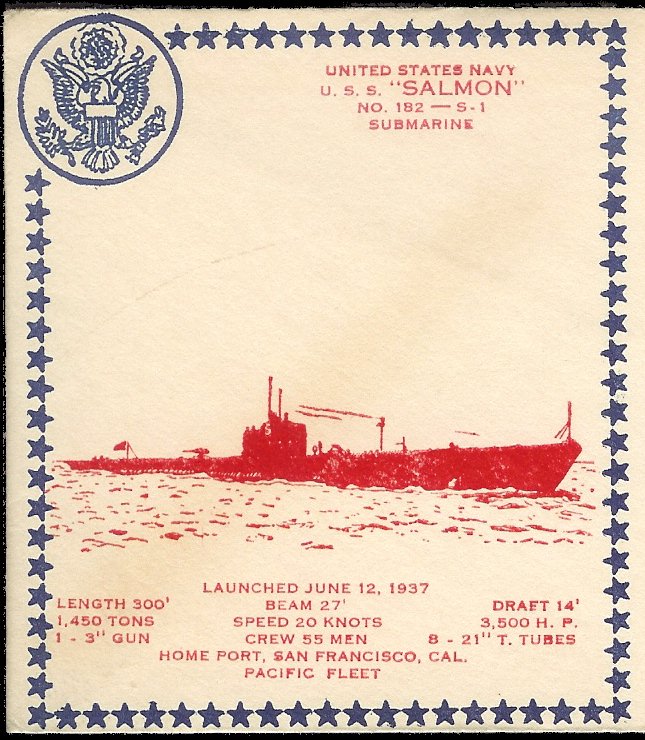 UNITED STATES NAVY
U. S. S. "SALMON"
NO. 182 — S-1
SUBMARINE
S
LAUNCHED JUNE 12, 1937
LENGTH 300' BEAM 27' DRAFT 14'
1,450 TONS SPEED 20 KNOTS 3,500 H. P.
1 - 3" GUN CREW 55 MEN 8 - 21" T. TUBES
HOME PORT, SAN FRANCISCO, CAL.
PACIFIC FLEET